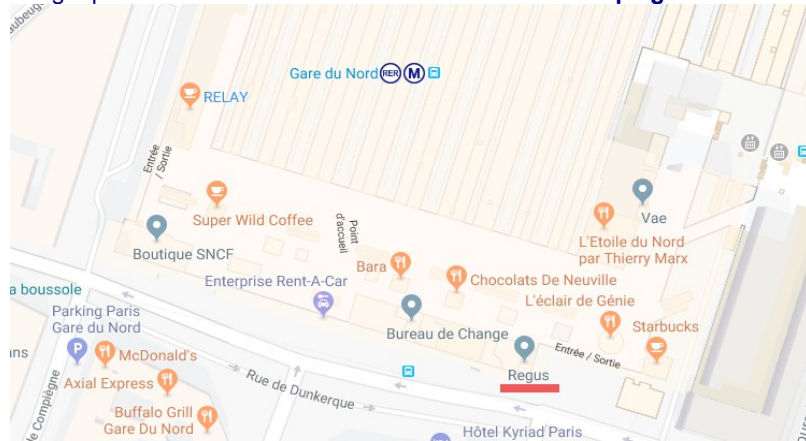 Gare du Nord RER M
RELAY
Entrée
/ Sortie
Super Wild Coffee
Point
d'accueil
Boutique SNCF
Vae
L'Etoile du Nord
par Thierry Marx
Bara
Chocolats De Neuville
Enterprise Rent-A-Car
L'éclair de Génie
a boussole
Parking Paris
Gare du Nord
P
Bureau de Change
Starbucks
Entrée / Sortie
Regus
ans
McDonald's
Axial Express
Rue de Dunkerque
de Compiègne
Buffalo Grill
Gare Du Nord
Hôtel Kyriad Paris